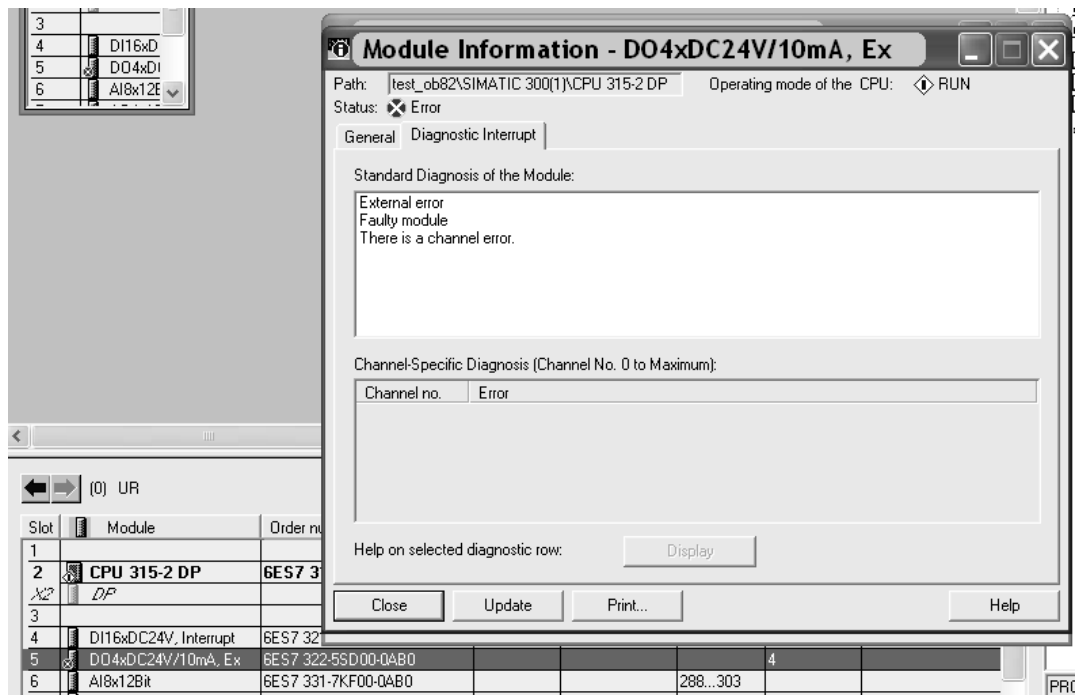 3
4 DI16xD
5 DO4xDI
6 AI8x12E
Module Information - DO4xDC24V/10mA, Ex
Path: test_ob82\SIMATIC 300(1)\CPU 315-2 DP Operating mode of the CPU: RUN
Status: Error
General Diagnostic Interrupt
Standard Diagnosis of the Module:
External error
Faulty module
There is a channel error.
Channel-Specific Diagnosis (Channel No. 0 to Maximum):
Channel no. Error
Help on selected diagnostic row: Display
Close Update Print... Help
(0) UR
Slot Module Order nu
1
2 CPU 315-2 DP 6ES7 31
X2 DP
3
4 DI16xDC24V, Interrupt 6ES7 32
5 DO4xDC24V/10mA, Ex 6ES7 322-5SD00-0AB0 4
6 AI8x12Bit 6ES7 331-7KF00-0AB0 288...303
PRO